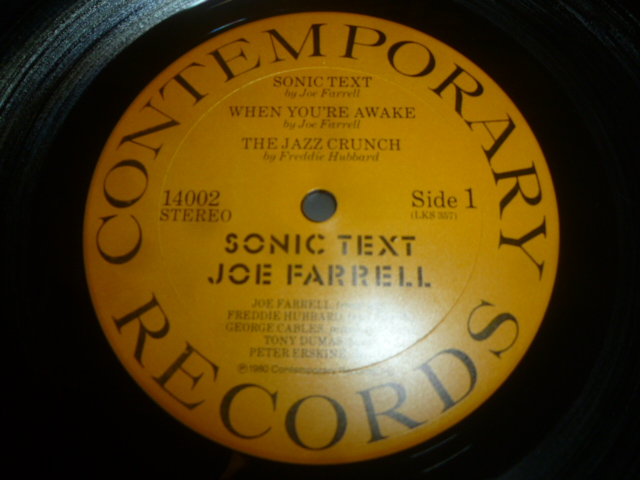 CONTEMPORARY RECORDS
SONIC TEXT
by Joe Farrell
WHEN YOU'RE AWAKE
by Joe Farrell
THE JAZZ CRUNCH
by Freddie Hubbard
14002 Side 1
STEREO (LKS 357)
SONIC TEXT
JOE FARRELL
JOE FARRELL,
FREDDIE HUBBARD,
GEORGE CABLES,
TONY DUMAS,
PETER ERSKINE,
℗ 1980 Contemporary